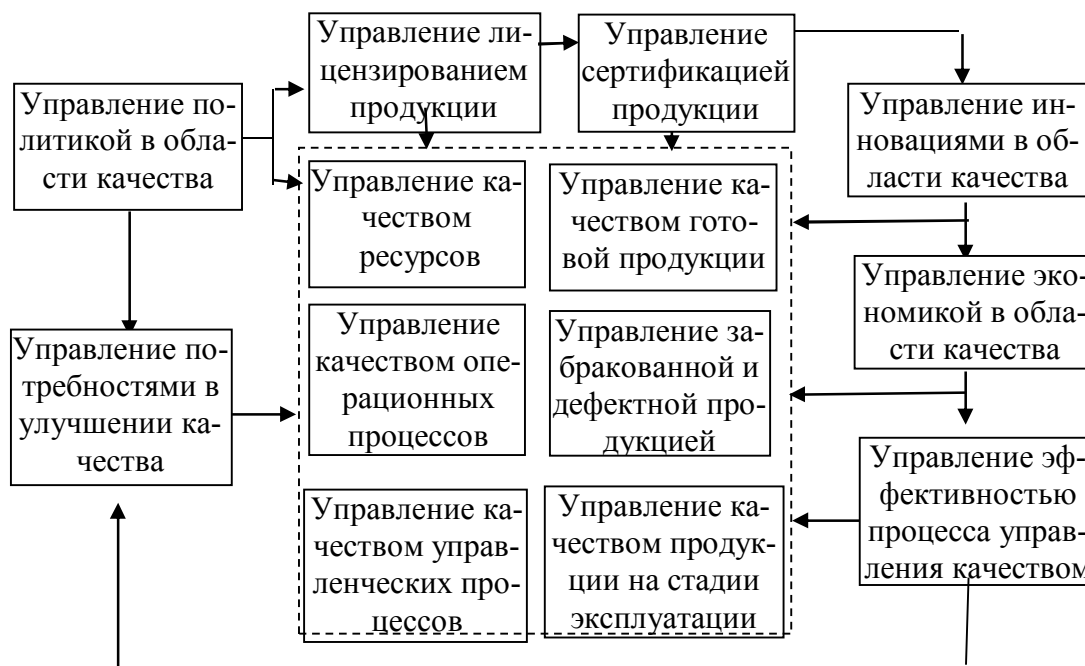 Управление ли-
цензированием
продукции
Управление
сертификацией
продукции
Управление по-
литикой в обла-
сти качества
Управление ин-
новациями в об-
ласти качества
Управление ка-
чеством
ресурсов
Управление ка-
чеством гото-
вой продукции
Управление эко-
номикой в обла-
сти качества
Управление по-
требностями в
улучшении ка-
чества
Управление
качеством опе-
рационных
процессов
Управление за-
бракованной и
дефектной про-
дукцией
Управление эф-
фективностью
процесса управ-
ления качеством
Управление ка-
чеством управ-
ленческих про-
цессов
Управление ка-
чеством продук-
ции на стадии
эксплуатации